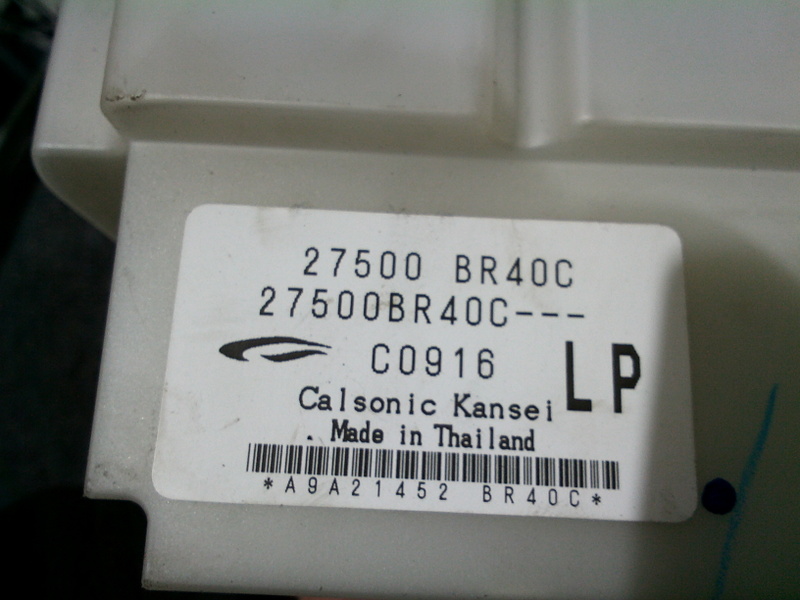 27500 BR40C
27500BR40C---
C0916
LP
Calsonic Kansei
Made in Thailand
*A9A21452 BR40C*